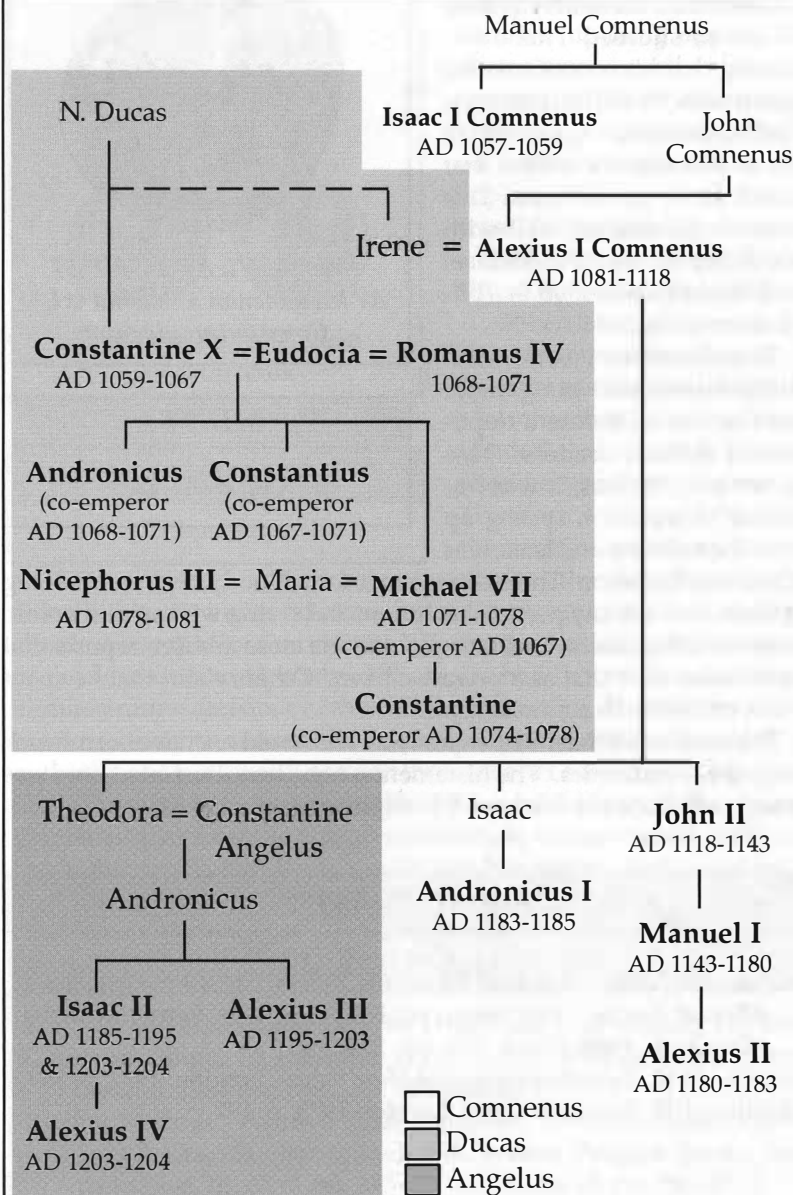 Manuel Comnenus
N. Ducas
Isaac I Comnenus
AD 1057-1059
John
Comnenus
Irene = Alexius I Comnenus
AD 1081-1118
Constantine X = Eudocia = Romanus IV
AD 1059-1067
1068-1071
Andronicus
(co-emperor
AD 1068-1071)
Constantius
(co-emperor
AD 1067-1071)
Nicephorus III = Maria = Michael VII
AD 1078-1081
AD 1071-1078
(co-emperor AD 1067)
Constantine
(co-emperor AD 1074-1078)
Theodora = Constantine
Angelus
Isaac
John II
AD 1118-1143
Andronicus
Andronicus I
AD 1183-1185
Manuel I
AD 1143-1180
Isaac II
AD 1185-1195
& 1203-1204
Alexius III
AD 1195-1203
Alexius II
AD 1180-1183
Alexius IV
AD 1203-1204
Comnenus
Ducas
Angelus